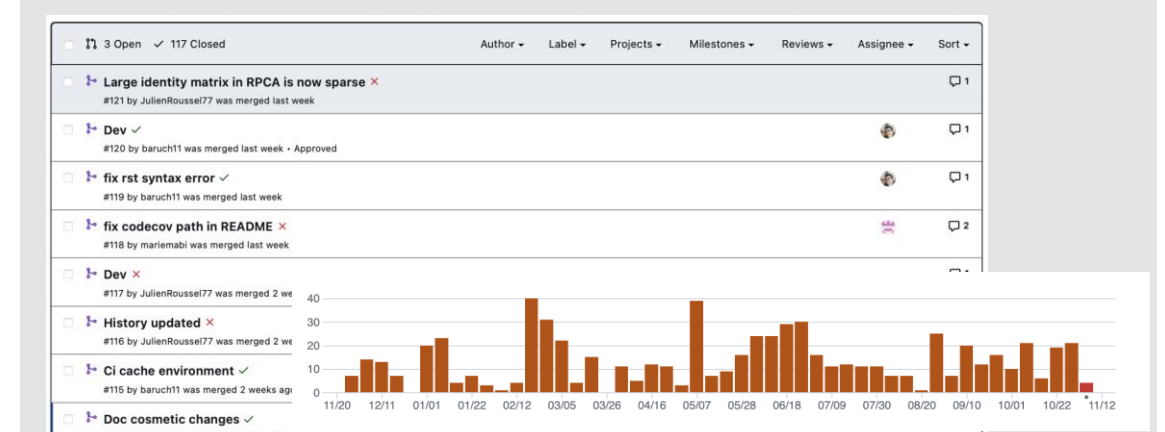 3 Open 117 Closed Author Label Projects Milestones Reviews Assignee Sort
Large identity matrix in RPCA is now sparse 1
#121 by JulienRoussel77 was merged last week
Dev 1
#120 by baruch11 was merged last week • Approved
fix rst syntax error 1
#119 by baruch11 was merged last week
fix codecov path in README 2
#118 by mariemabi was merged last week
Dev
#117 by JulienRoussel77 was merged 2 we
History updated
#116 by JulienRoussel77 was merged 2 we
Ci cache environment
#115 by baruch11 was merged 2 weeks ag
Doc cosmetic changes
40
30
20
10
0
11/20 12/11 01/01 01/22 02/12 03/05 03/26 04/16 05/07 05/28 06/18 07/09 07/30 08/20 09/10 10/01 10/22 11/12